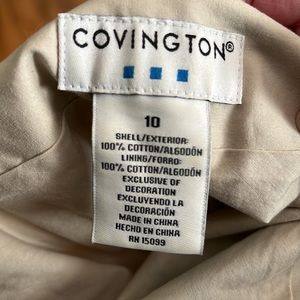 COVINGTON®
10
SHELL/EXTERIOR:
100% COTTON/ALGODÓN
LINING/FORRO:
100% COTTON/ALGODÓN
EXCLUSIVE OF
DECORATION
EXCLUYENDO LA
DECORACIÓN
MADE IN CHINA
HECHO EN CHINA
RN 15099